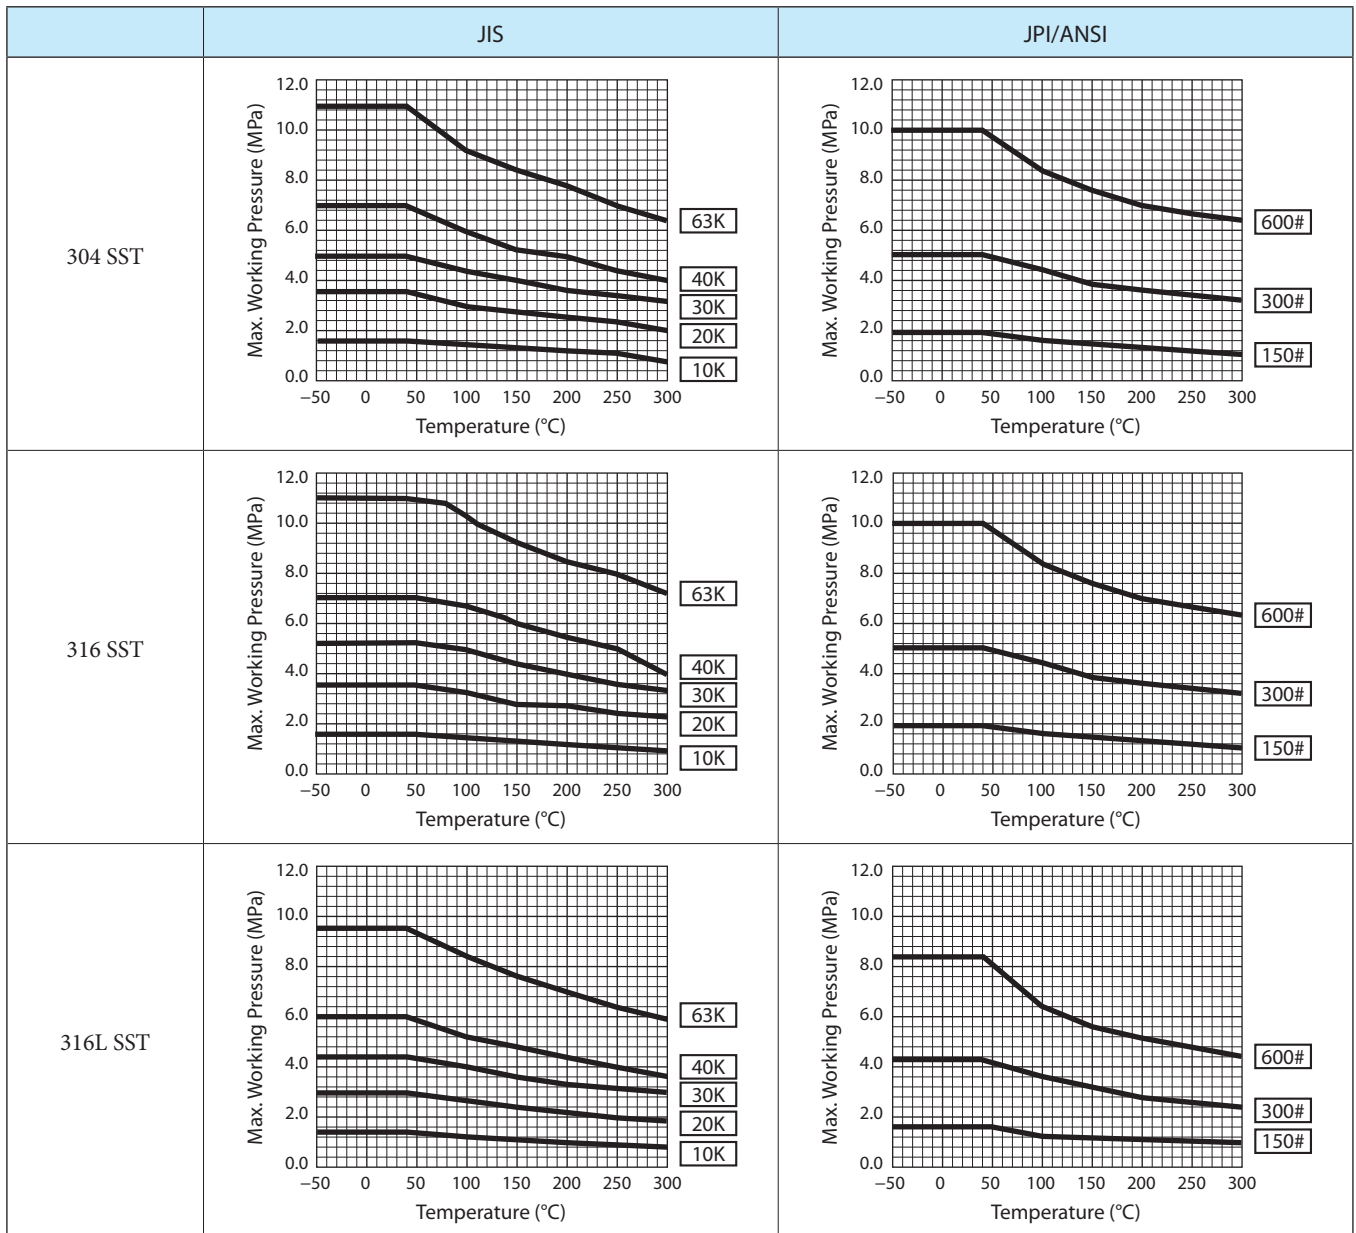 JIS
JPI/ANSI
304 SST
Max. Working Pressure (MPa)
12.0
10.0
8.0
6.0
4.0
2.0
0.0
−50 0 50 100 150 200 250 300
Temperature (°C)
63K
40K
30K
20K
10K
Max. Working Pressure (MPa)
12.0
10.0
8.0
6.0
4.0
2.0
0.0
−50 0 50 100 150 200 250 300
Temperature (°C)
600#
300#
150#
316 SST
Max. Working Pressure (MPa)
12.0
10.0
8.0
6.0
4.0
2.0
0.0
−50 0 50 100 150 200 250 300
Temperature (°C)
63K
40K
30K
20K
10K
Max. Working Pressure (MPa)
12.0
10.0
8.0
6.0
4.0
2.0
0.0
−50 0 50 100 150 200 250 300
Temperature (°C)
600#
300#
150#
316L SST
Max. Working Pressure (MPa)
12.0
10.0
8.0
6.0
4.0
2.0
0.0
−50 0 50 100 150 200 250 300
Temperature (°C)
63K
40K
30K
20K
10K
Max. Working Pressure (MPa)
12.0
10.0
8.0
6.0
4.0
2.0
0.0
−50 0 50 100 150 200 250 300
Temperature (°C)
600#
300#
150#